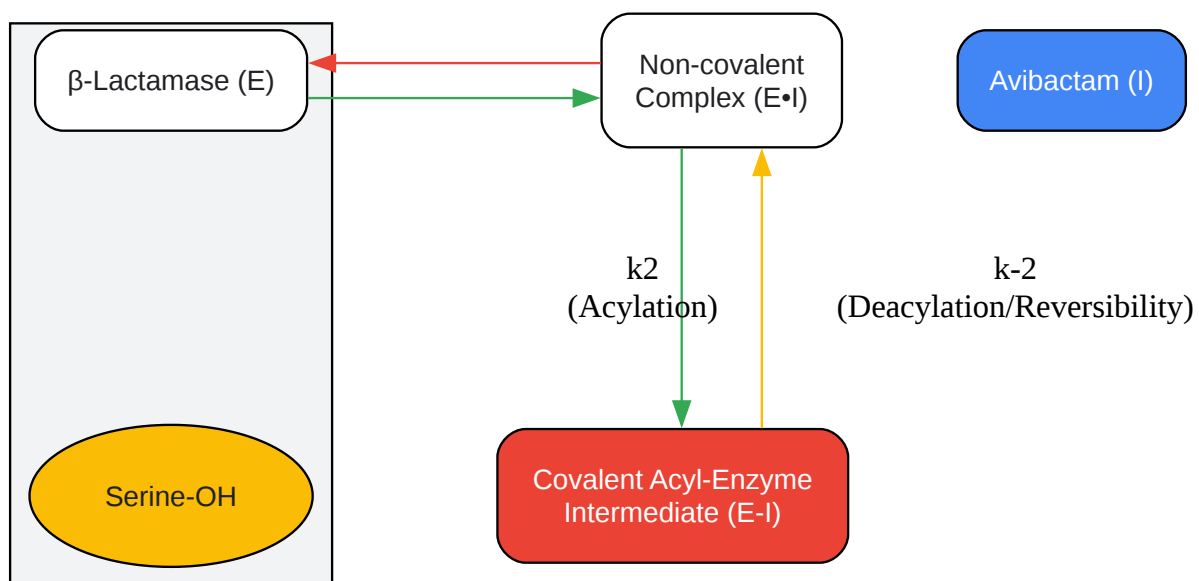 β-Lactamase (E)
Non-covalent
Complex (E•I)
Avibactam (I)
k2
(Acylation)
k-2
(Deacylation/Reversibility)
Serine-OH
Covalent Acyl-Enzyme
Intermediate (E-I)